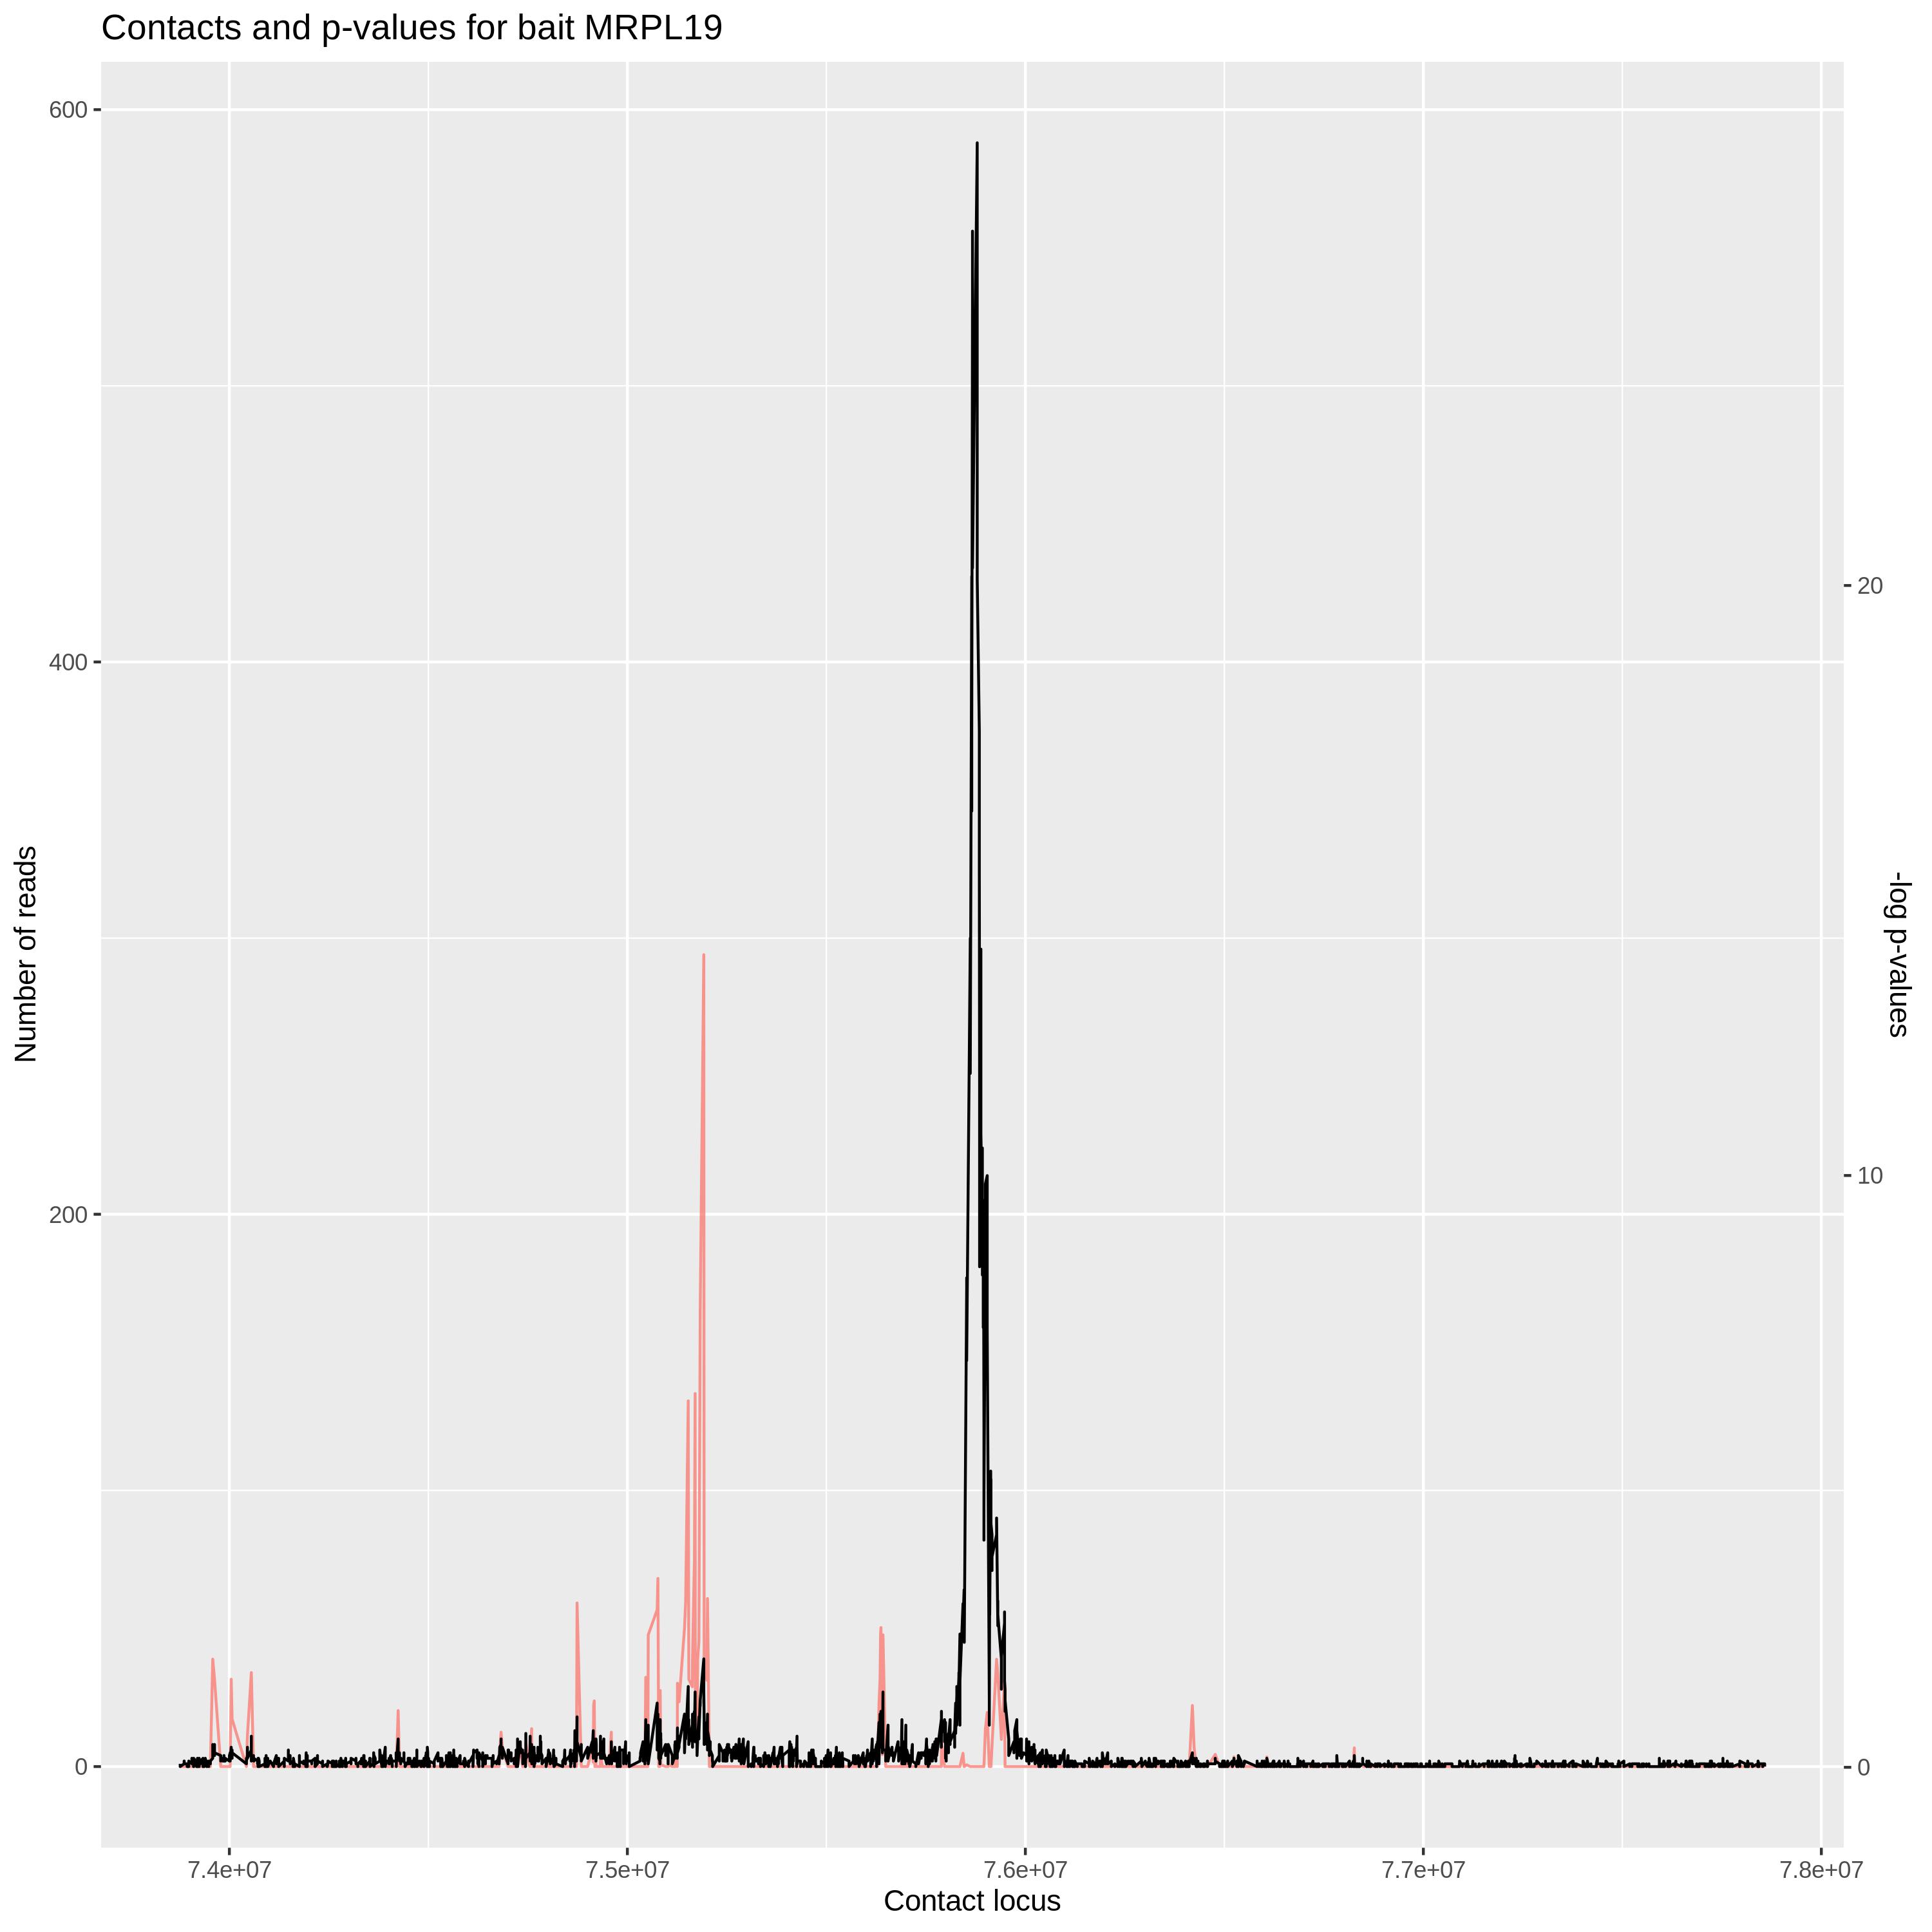 Contacts and p-values for bait MRPL19
600
400
200
0
Number of reads
20
10
0
-log p-values
7.4e+07
7.5e+07
7.6e+07
7.7e+07
7.8e+07
Contact locus